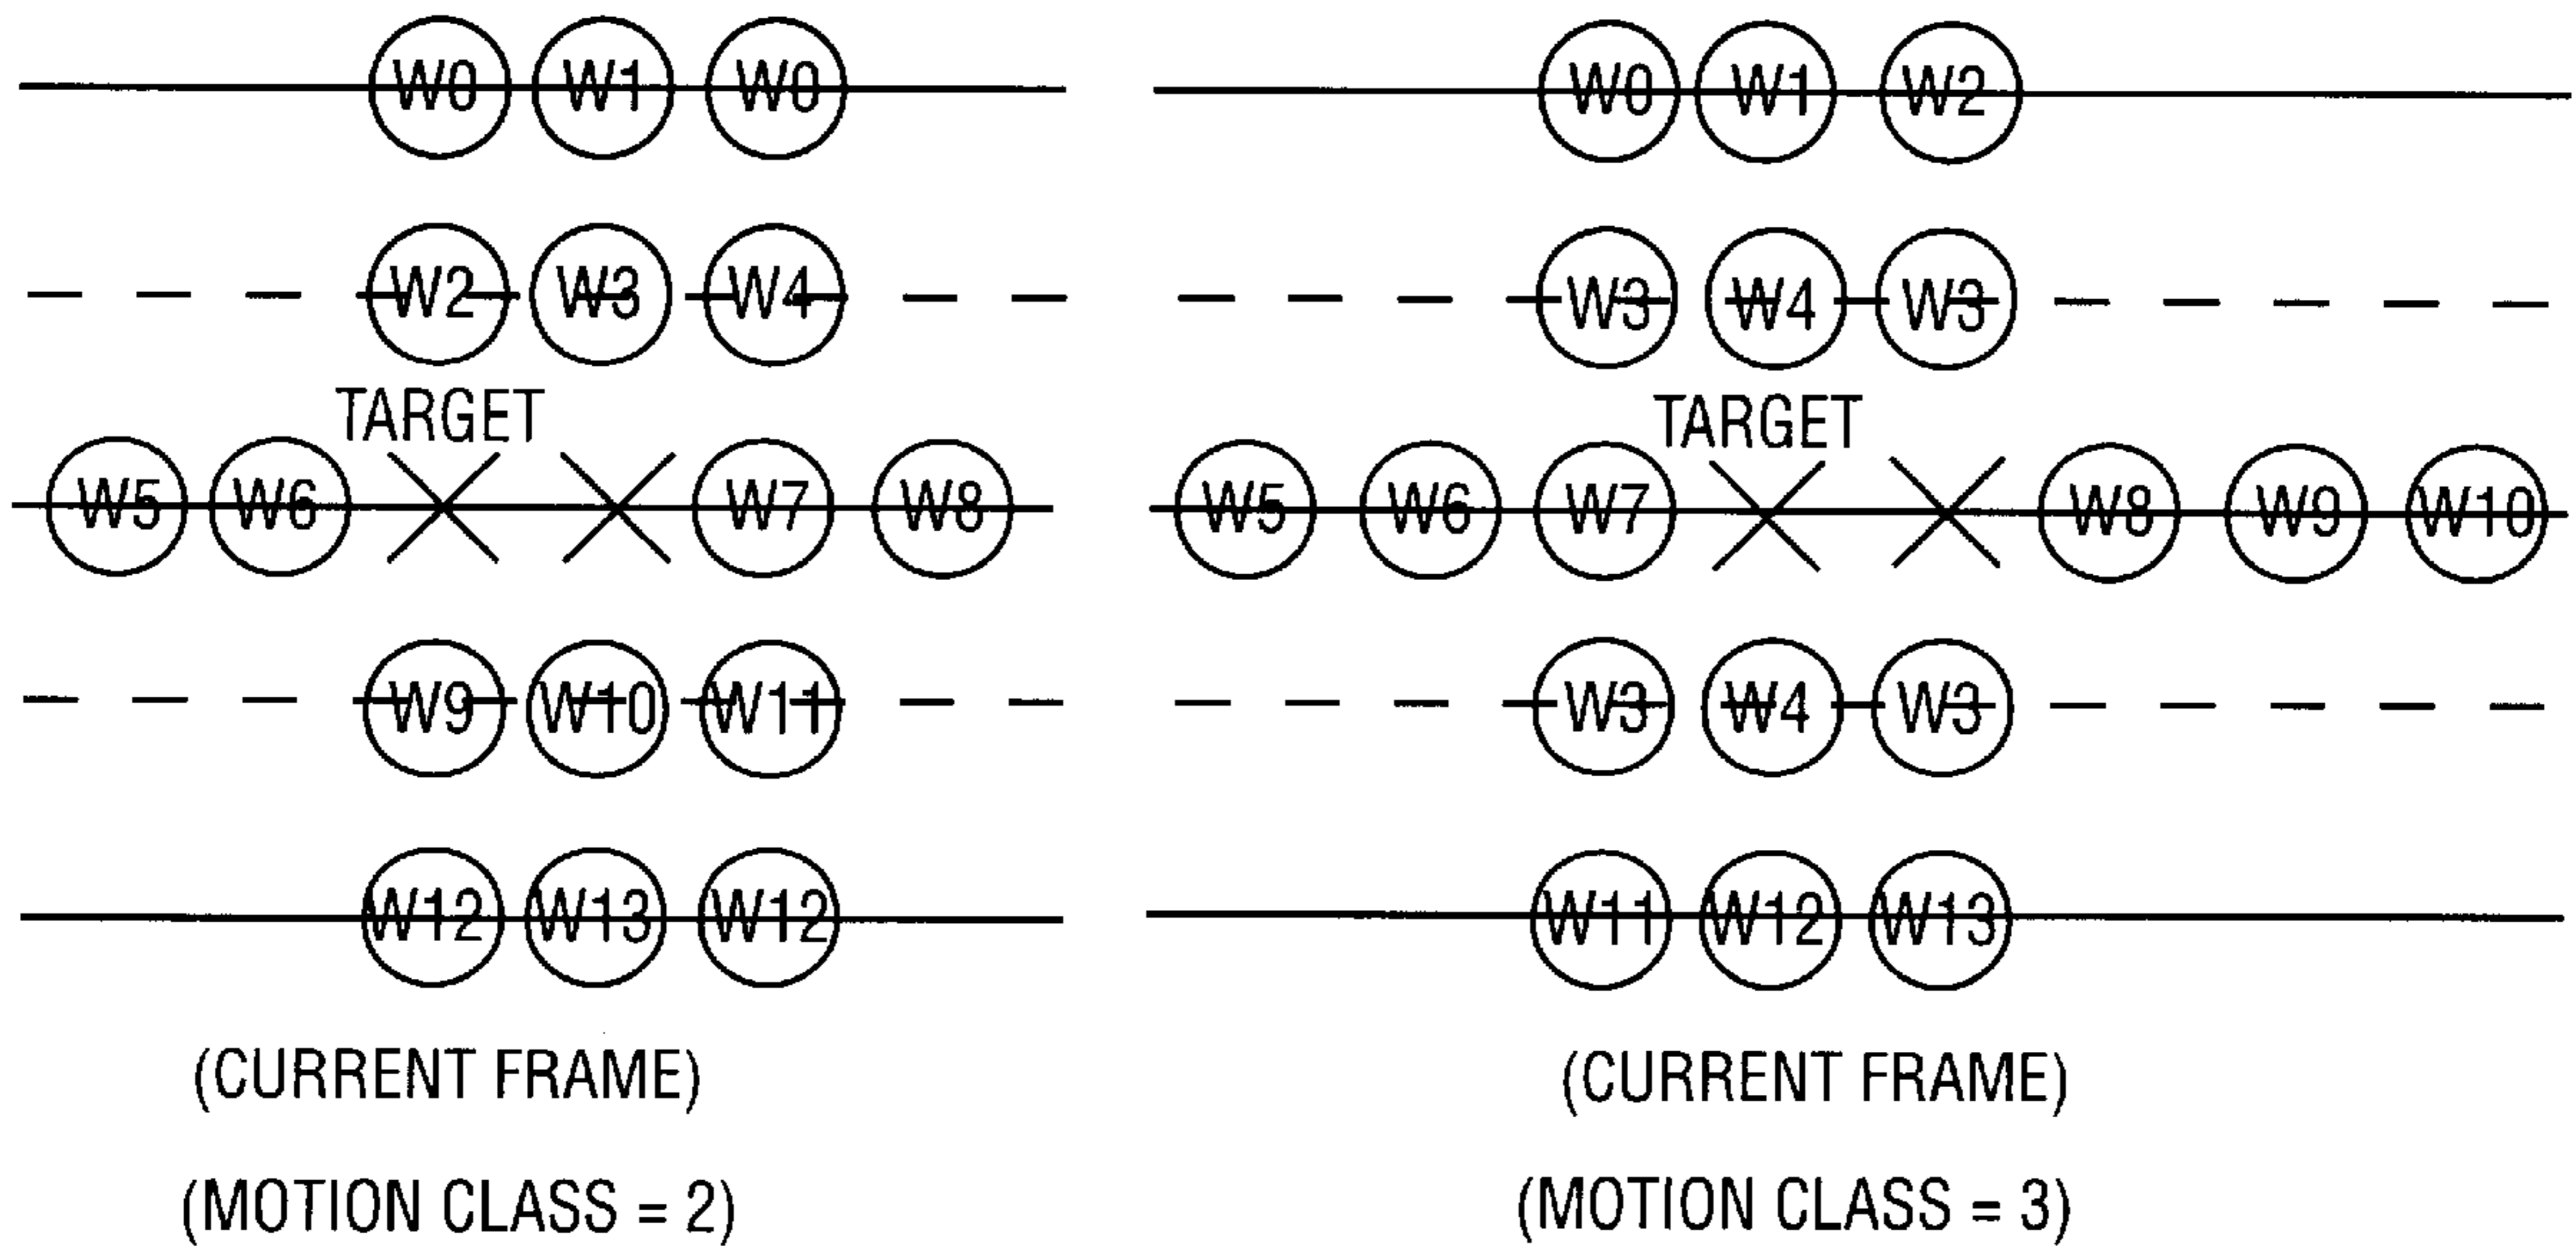 W0 W1 W0
W2 W3 W4
TARGET
W5 W6 W7 W8
W9 W10 W11
W12 W13 W12
(CURRENT FRAME)
(MOTION CLASS = 2)
W0 W1 W2
W3 W4 W3
TARGET
W5 W6 W7 W8 W9 W10
W3 W4 W3
W11 W12 W13
(CURRENT FRAME)
(MOTION CLASS = 3)